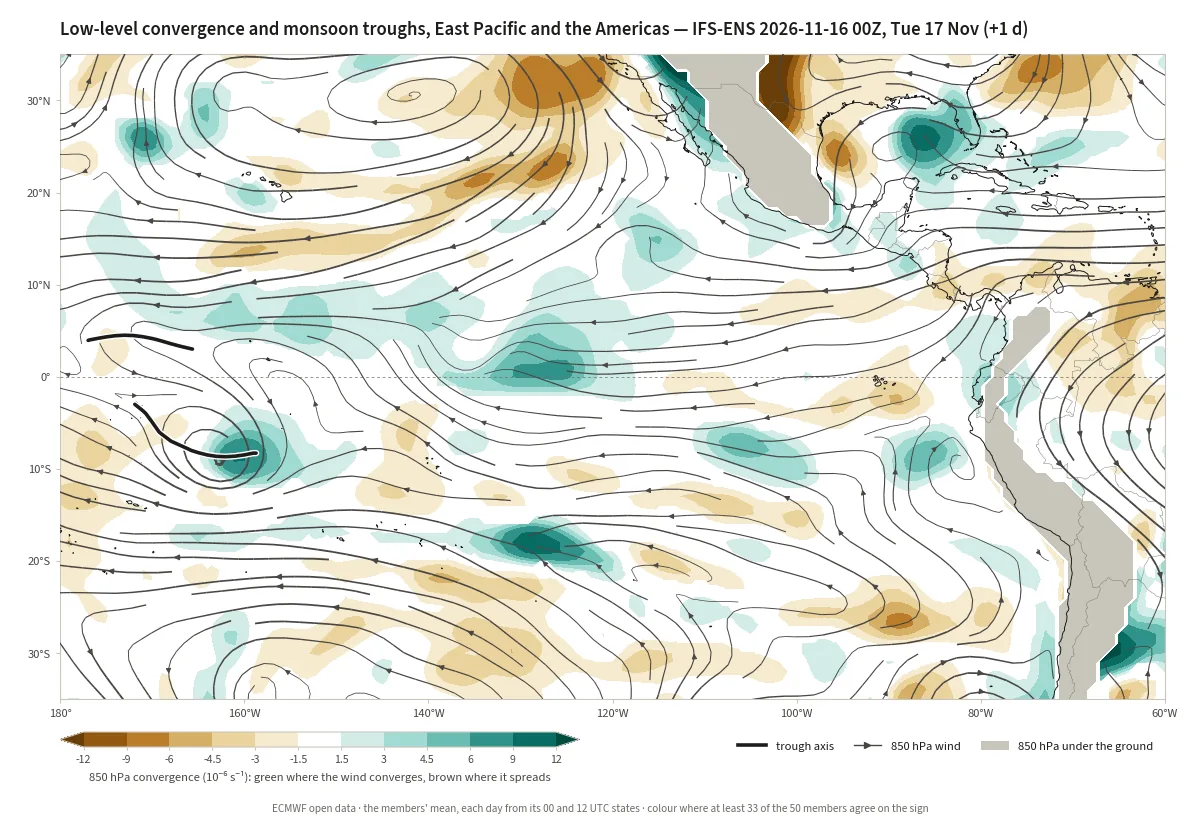 Low-level convergence and monsoon troughs, East Pacific and the Americas — IFS-ENS 2026-11-16 00Z, Tue 17 Nov (+1 d)
30°N
20°N
10°N
0°
10°S
20°S
30°S
180° 160°W 140°W 120°W 100°W 80°W 60°W
-12 -9 -6 -4.5 -3 -1.5 1.5 3 4.5 6 9 12
850 hPa convergence (10⁻⁶ s⁻¹): green where the wind converges, brown where it spreads
trough axis 850 hPa wind 850 hPa under the ground
ECMWF open data · the members' mean, each day from its 00 and 12 UTC states · colour where at least 33 of the 50 members agree on the sign